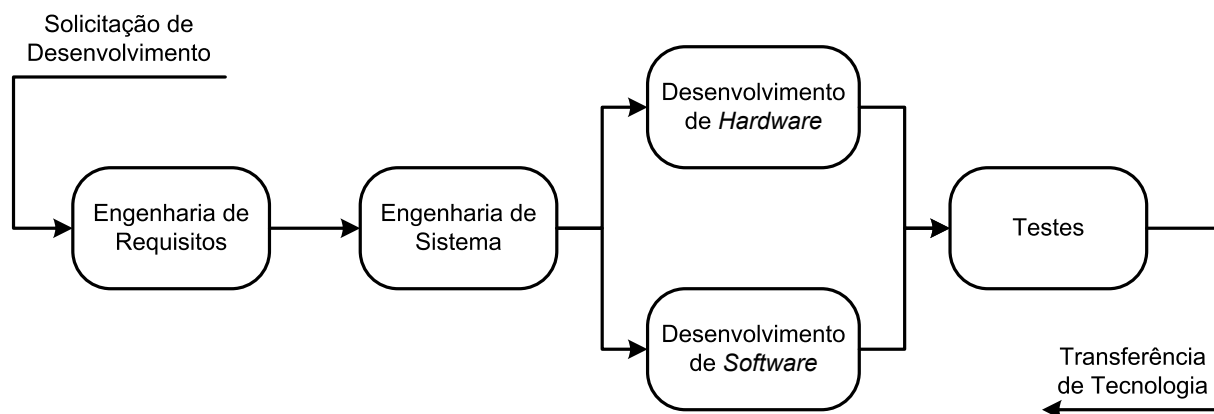 Solicitação de
Desenvolvimento
Engenharia de
Requisitos
Engenharia de
Sistema
Desenvolvimento
de Hardware
Desenvolvimento
de Software
Testes
Transferência
de Tecnologia